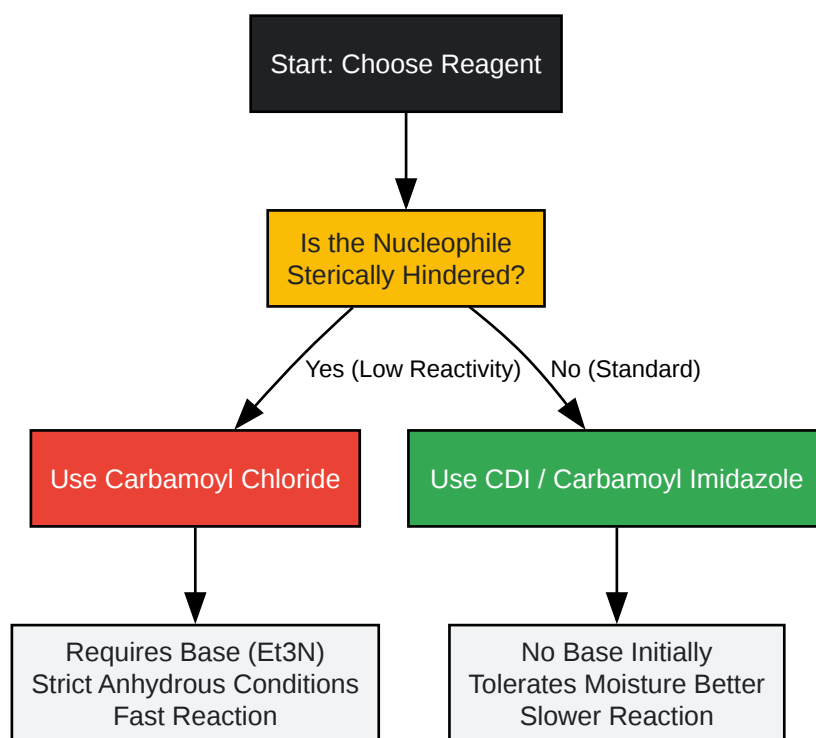 Start: Choose Reagent
Is the Nucleophile
Sterically Hindered?
Yes (Low Reactivity)
No (Standard)
Use Carbamoyl Chloride
Use CDI / Carbamoyl Imidazole
Requires Base (Et3N)
Strict Anhydrous Conditions
Fast Reaction
No Base Initially
Tolerates Moisture Better
Slower Reaction